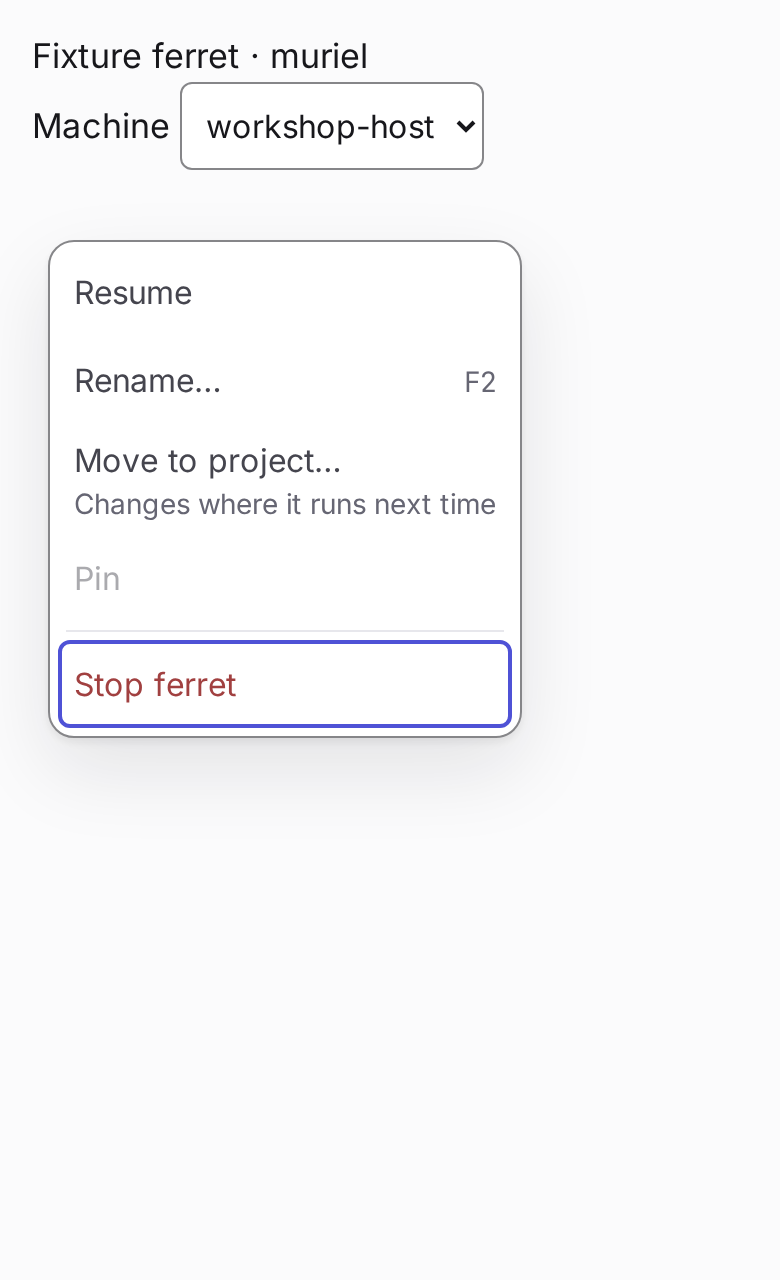 Fixture ferret · muriel
Machine workshop-host
Resume
Rename... F2
Move to project...
Changes where it runs next time
Pin
Stop ferret